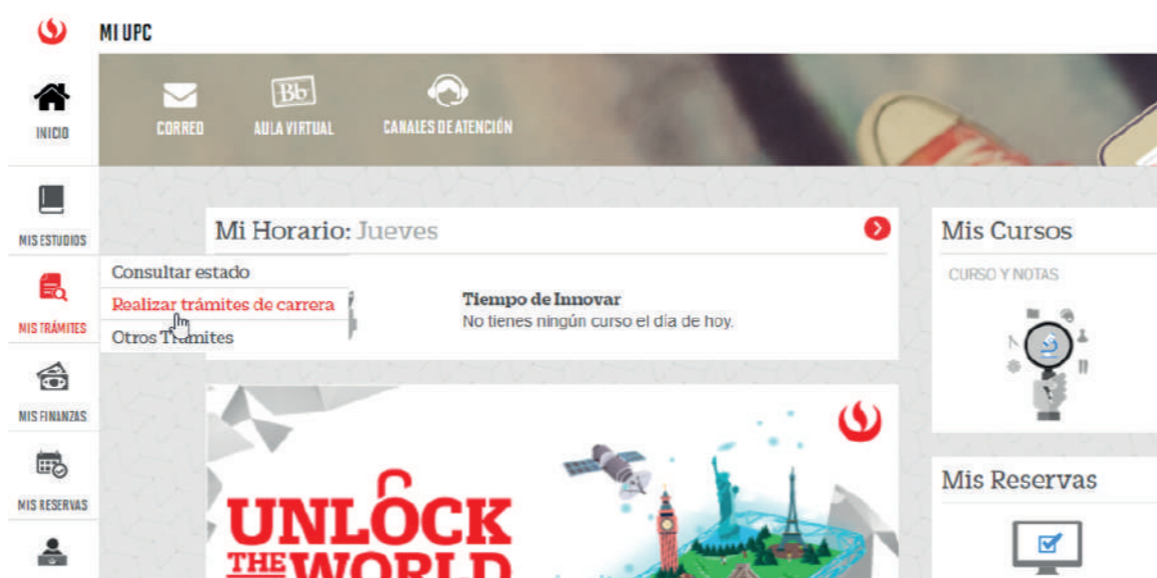 MI UPC
INICIO
CORREO
Bb
AULA VIRTUAL
CANALES DE ATENCIÓN
MIS ESTUDIOS
Mi Horario: Jueves
Mis Cursos
CURSO Y NOTAS
MIS TRÁMITES
Consultar estado
Realizar trámites de carrera
Otros Trámites
Tiempo de Innovar
No tienes ningún curso el día de hoy.
MIS FINANZAS
MIS RESERVAS
UNLOCK
THE WORLD
Mis Reservas